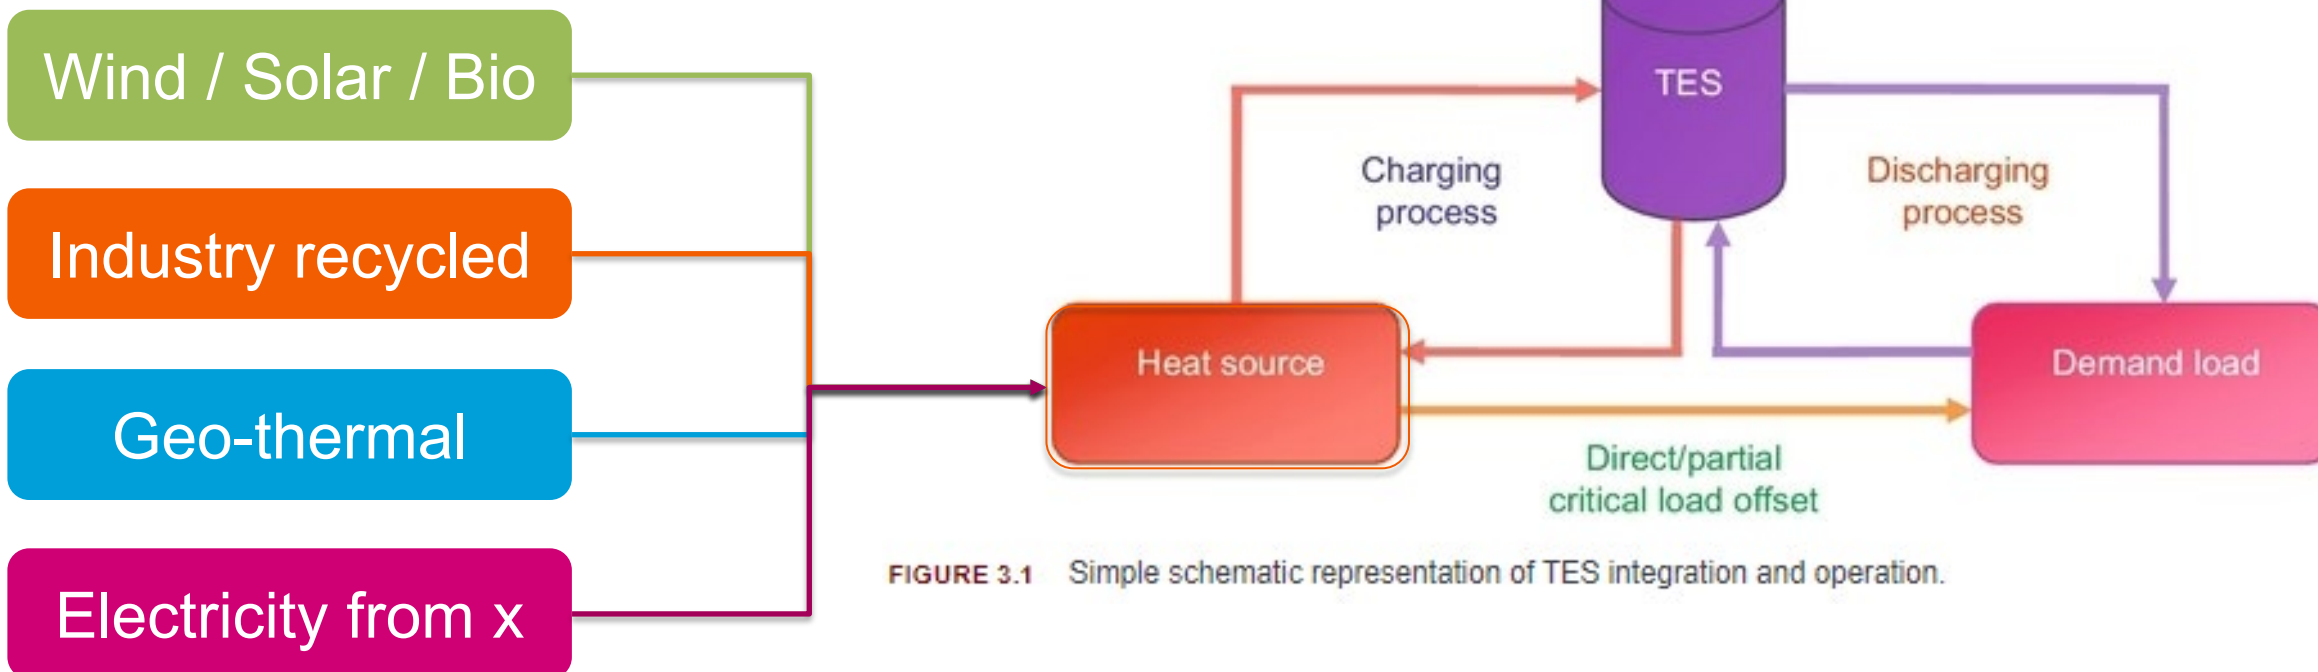 Wind / Solar / Bio
Industry recycled
Geo-thermal
Electricity from x
TES
Charging
process
Discharging
process
Heat source
Demand load
Direct/partial
critical load offset
FIGURE 3.1 Simple schematic representation of TES integration and operation.